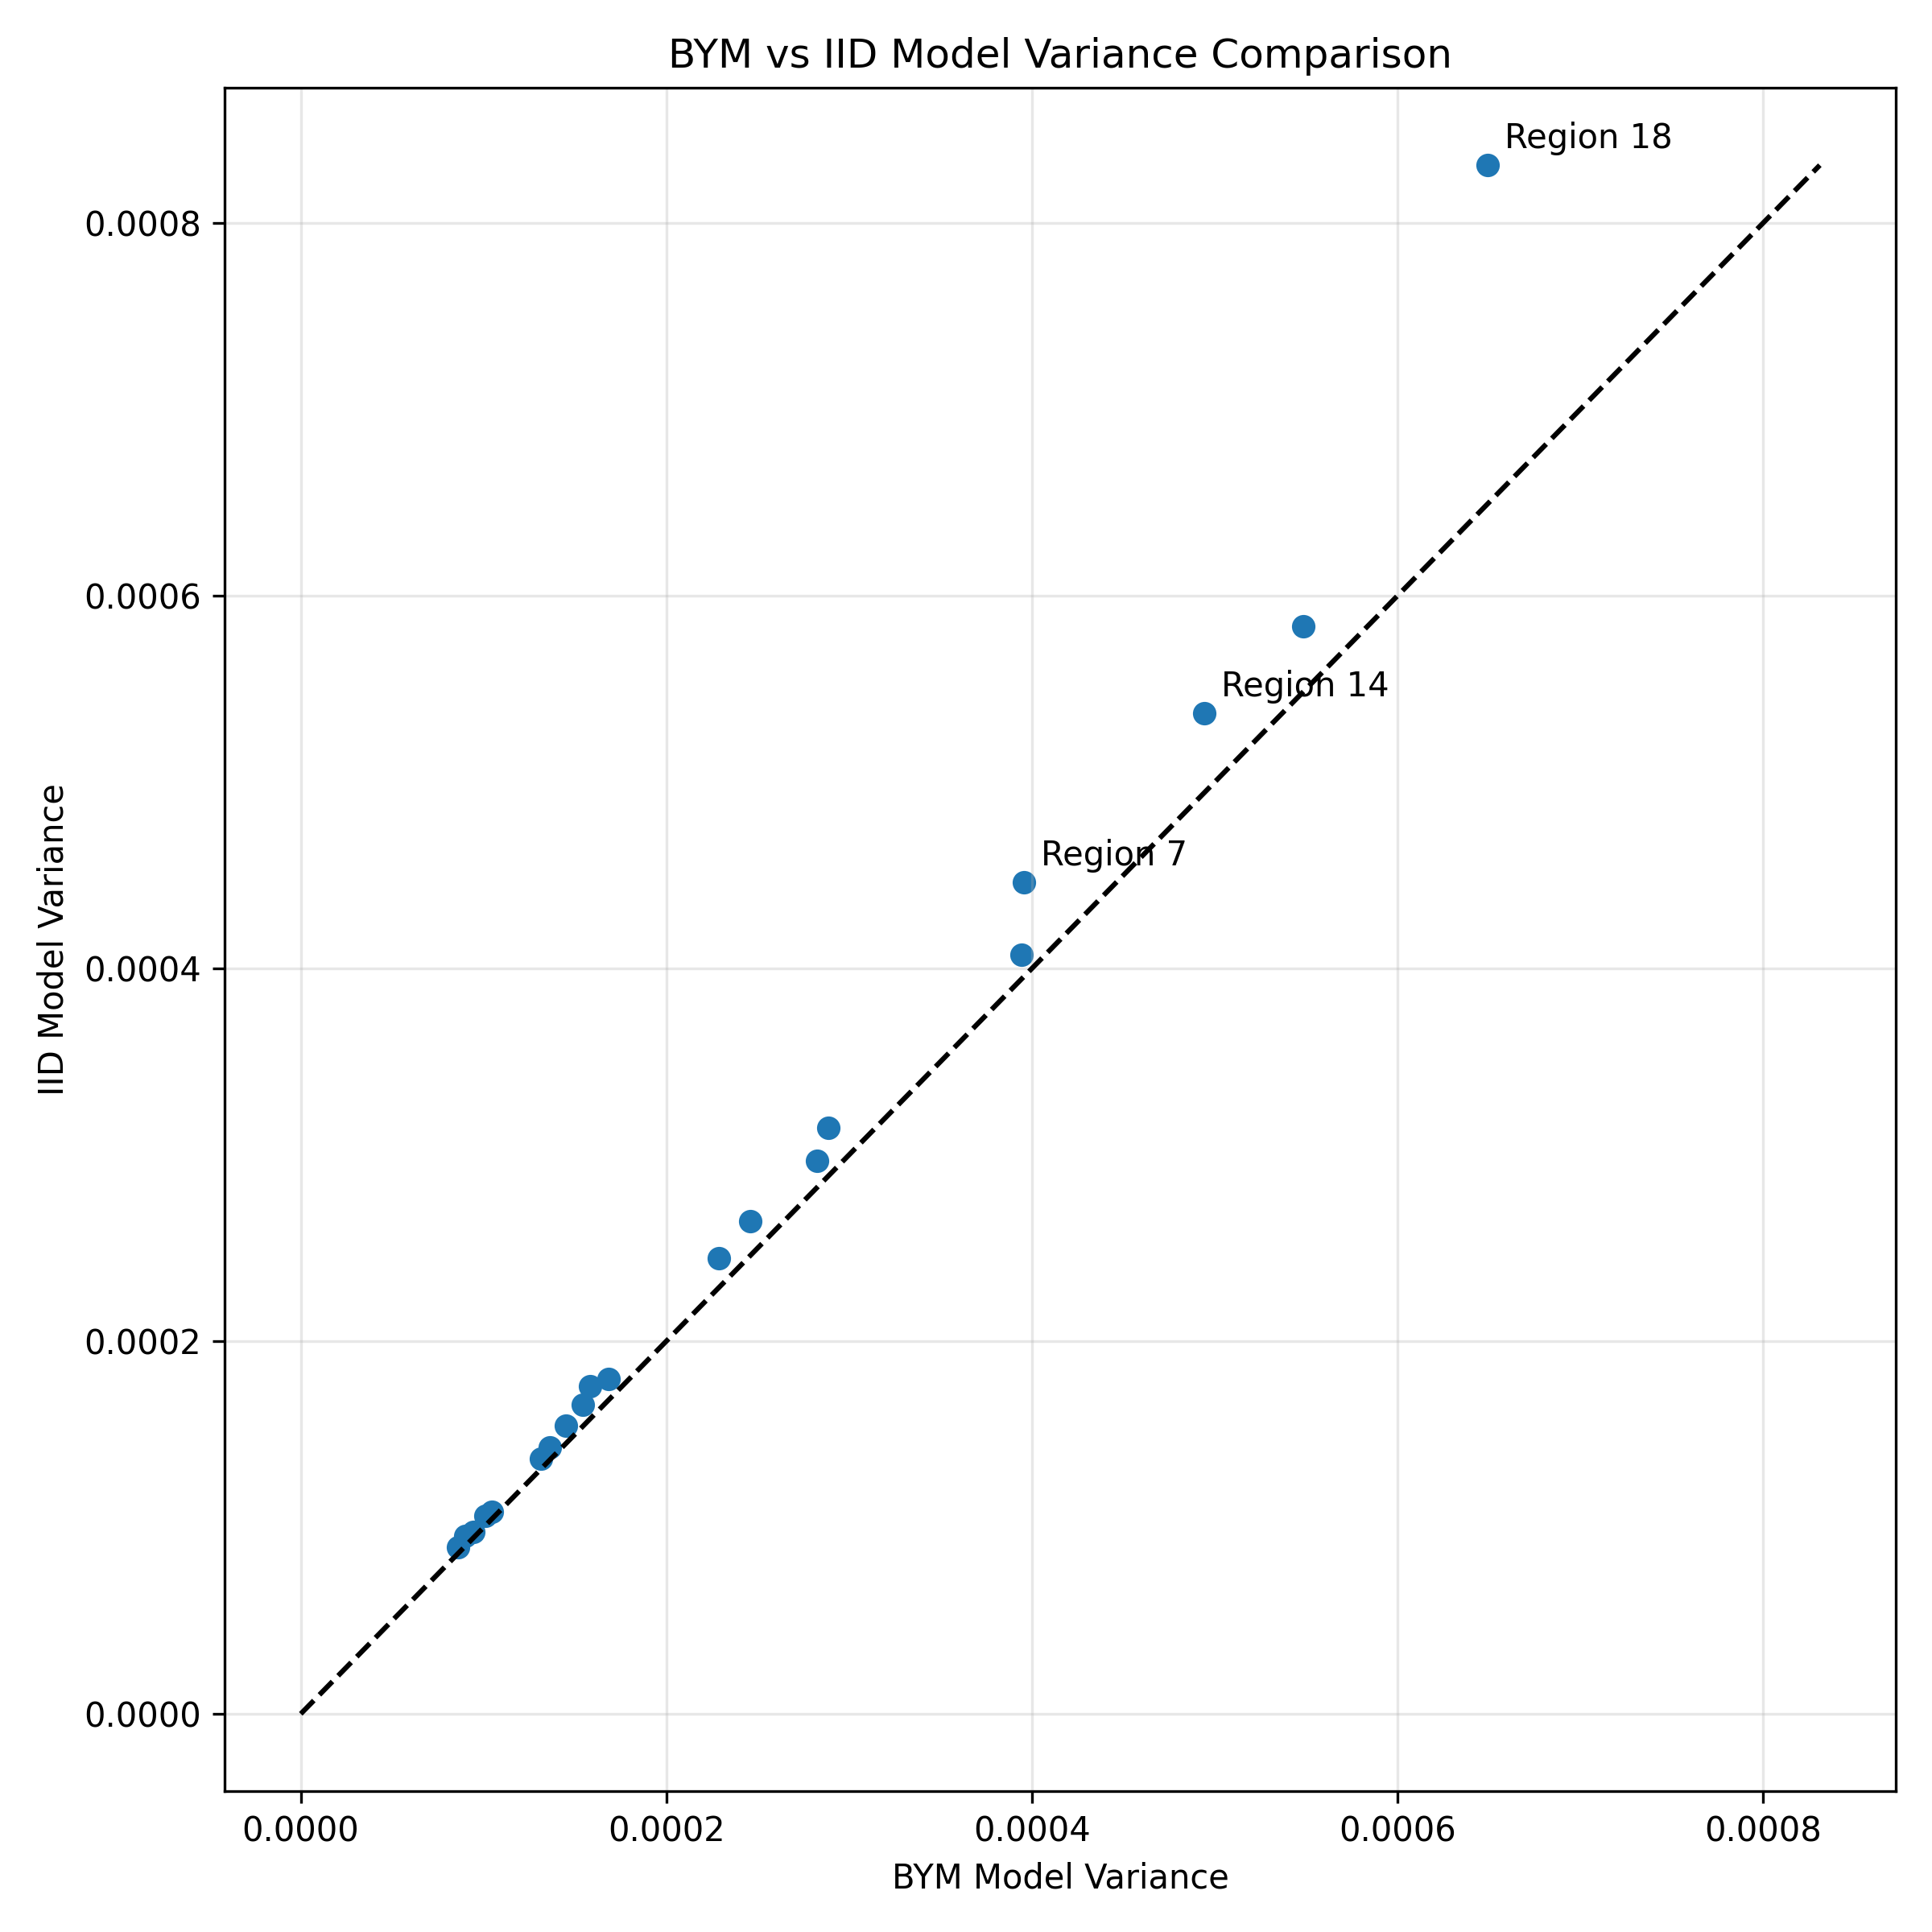 BYM vs IID Model Variance Comparison
Region 18
0.0008
0.0006
Region 14
Region 7
IID Model Variance
0.0004
0.0002
0.0000
0.0000 0.0002 0.0004 0.0006 0.0008
BYM Model Variance